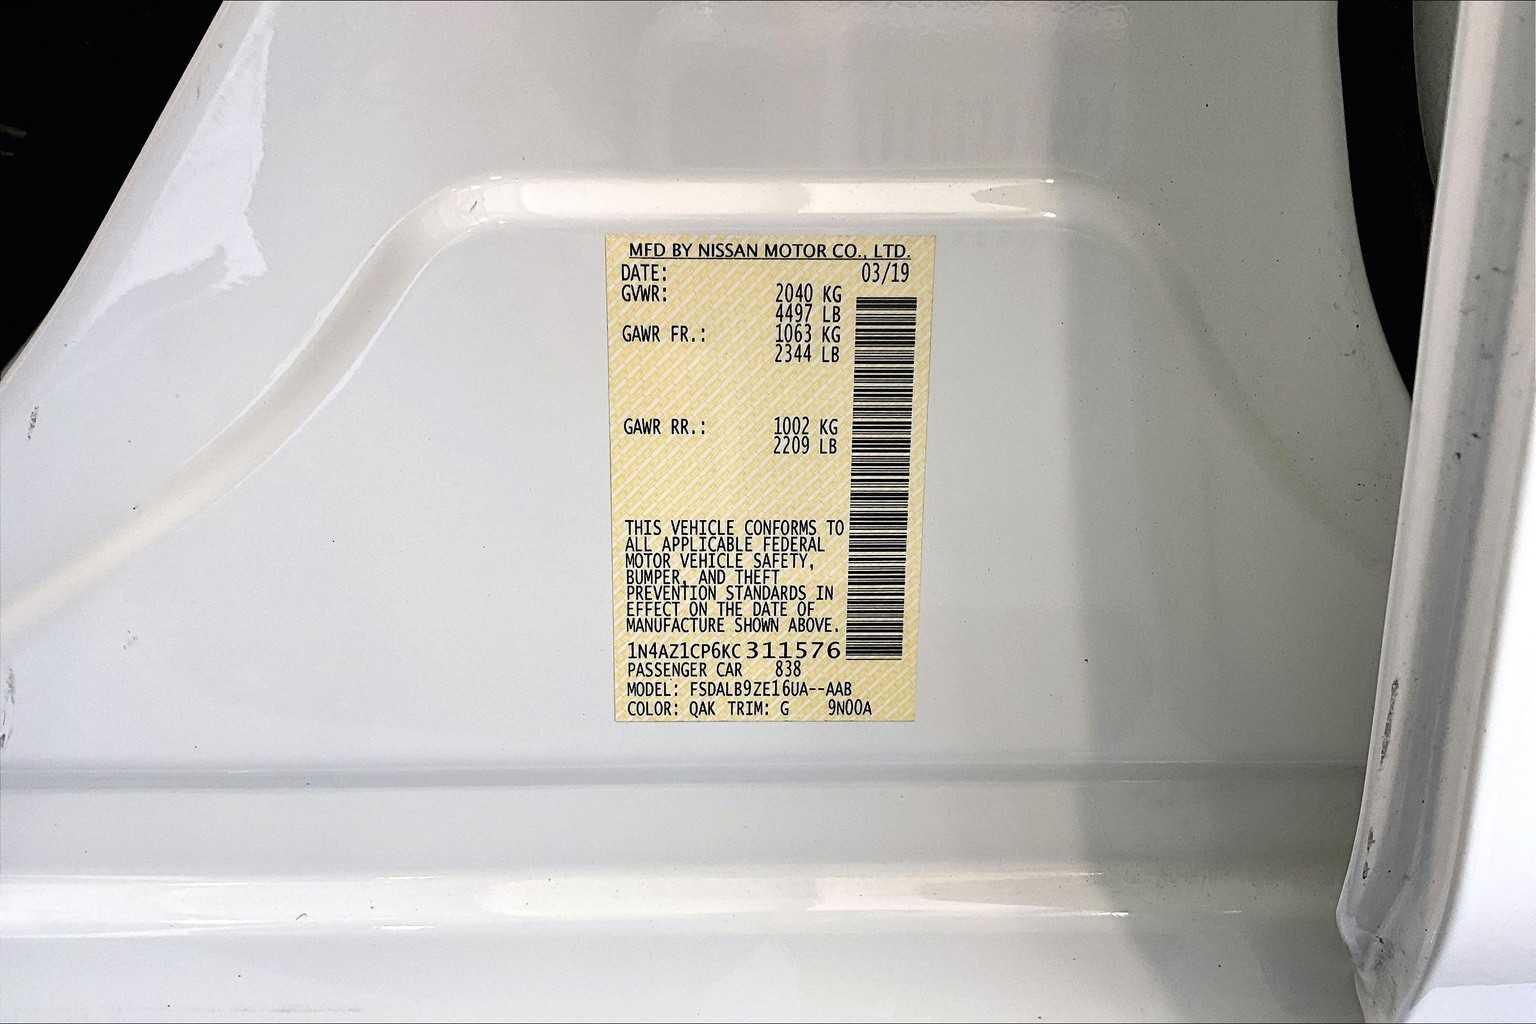 MFD BY NISSAN MOTOR CO., LTD.
DATE: 03/19
GVWR: 2040 KG
4497 LB
GAWR FR.: 1063 KG
2344 LB
GAWR RR.: 1002 KG
2209 LB
THIS VEHICLE CONFORMS TO
ALL APPLICABLE FEDERAL
MOTOR VEHICLE SAFETY,
BUMPER, AND THEFT
PREVENTION STANDARDS IN
EFFECT ON THE DATE OF
MANUFACTURE SHOWN ABOVE.
1N4AZ1CP6KC311576
PASSENGER CAR 838
MODEL: FSDALB9ZE16UA--AAB
COLOR: QAK TRIM: G 9N00A